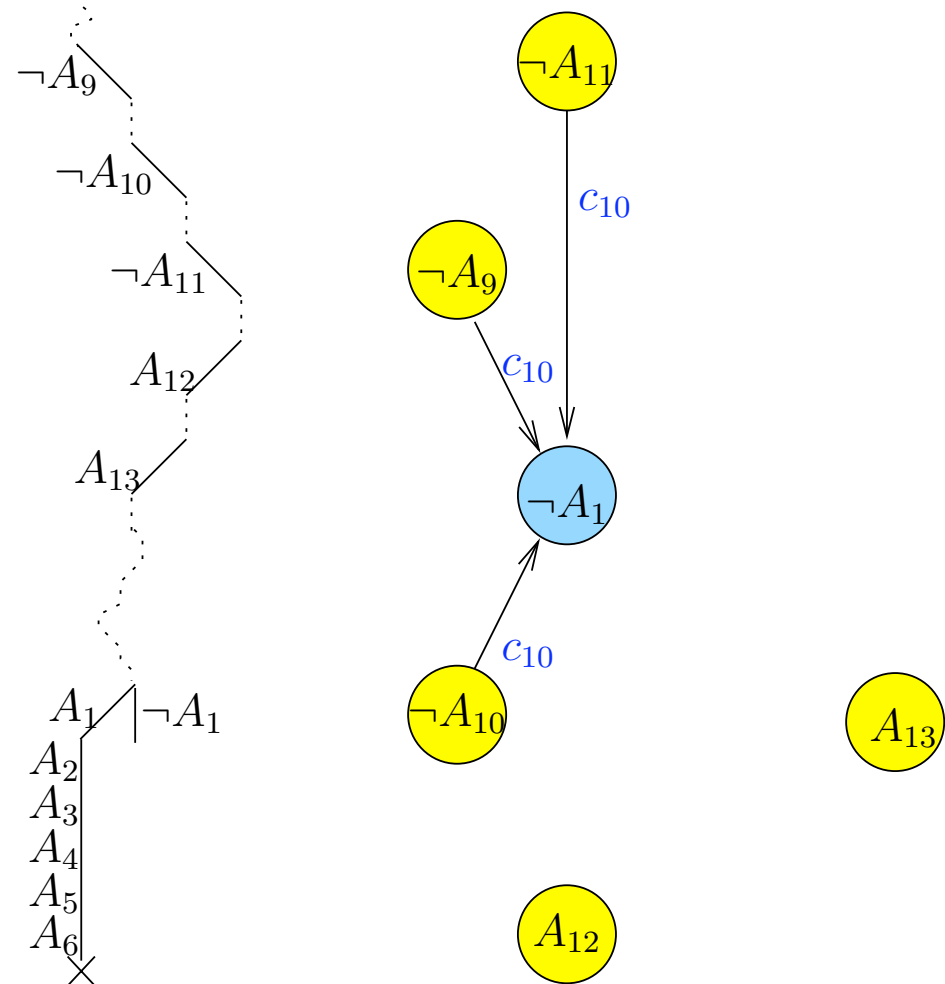 ¬A₉
¬A₁₀
¬A₁₁
A₁₂
A₁₃
A₁ ¬A₁
A₂
A₃
A₄
A₅
A₆
¬A₁₁
c₁₀
¬A₉
c₁₀
¬A₁
c₁₀
¬A₁₀
A₁₃
A₁₂